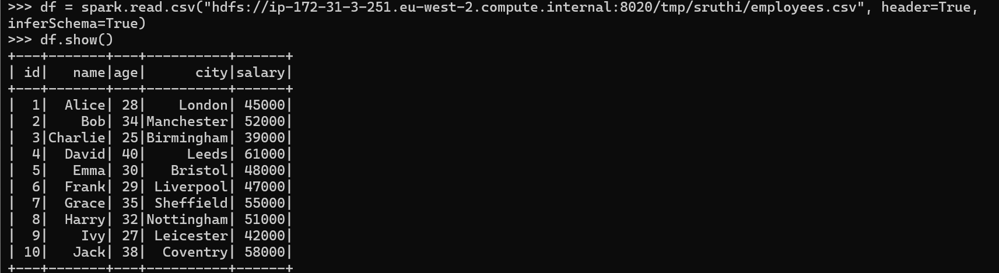 >>> df = spark.read.csv("hdfs://ip-172-31-3-251.eu-west-2.compute.internal:8020/tmp/sruthi/employees.csv", header=True,
inferSchema=True)
>>> df.show()
+---+-------+---+----------+------+
| id|   name|age|      city|salary|
+---+-------+---+----------+------+
|  1|  Alice| 28|    London| 45000|
|  2|    Bob| 34|Manchester| 52000|
|  3|Charlie| 25|Birmingham| 39000|
|  4|  David| 40|     Leeds| 61000|
|  5|   Emma| 30|   Bristol| 48000|
|  6|  Frank| 29| Liverpool| 47000|
|  7|  Grace| 35| Sheffield| 55000|
|  8|  Harry| 32|Nottingham| 51000|
|  9|    Ivy| 27| Leicester| 42000|
| 10|   Jack| 38|  Coventry| 58000|
+---+-------+---+----------+------+